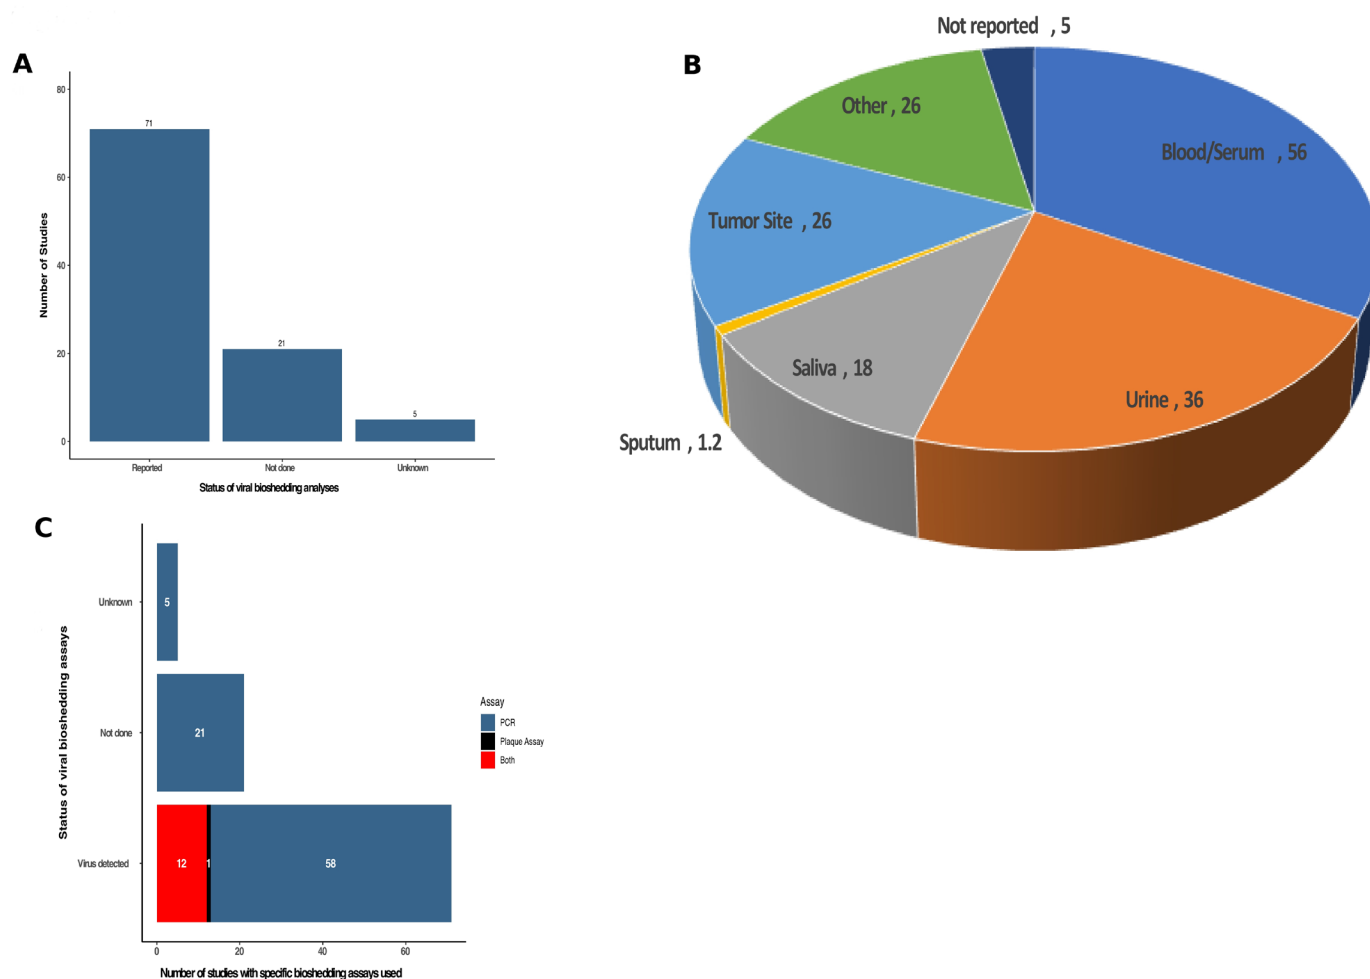 A
80
60
40
20
0
Number of Studies
71
21
5
Reported
Not done
Unknown
Status of viral bioshedding analyses
B
Not reported , 5
Other , 26
Blood/Serum , 56
Tumor Site , 26
Saliva , 18
Urine , 36
Sputum , 1.2
C
Status of viral bioshedding assays
Unknown
5
Not done
21
Virus detected
12
1
58
0
20
40
60
Number of studies with specific bioshedding assays used
Assay
PCR
Plaque Assay
Both